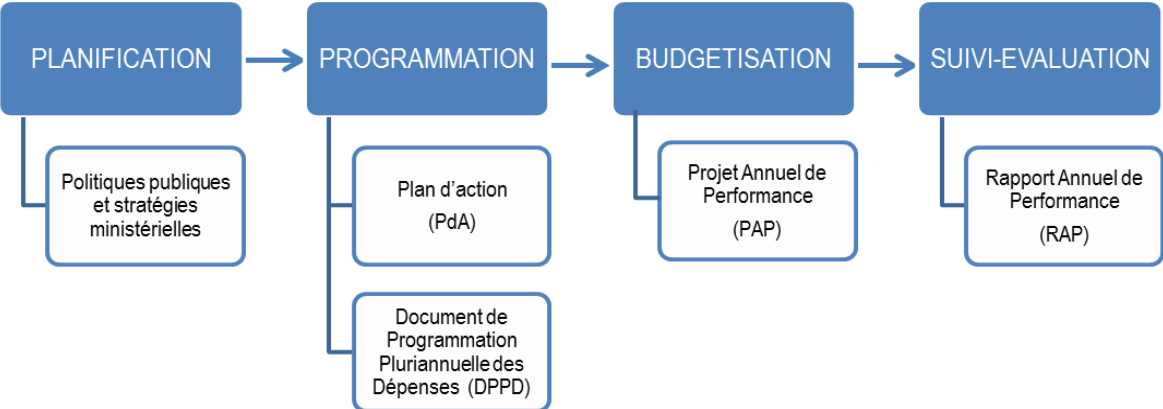 PLANIFICATION
PROGRAMMATION
BUDGETISATION
SUIVI-EVALUATION
Politiques publiques
et stratégies
ministérielles
Plan d'action
(PdA)
Document de
Programmation
Pluriannuelle des
Dépenses (DPPD)
Projet Annuel de
Performance
(PAP)
Rapport Annuel de
Performance
(RAP)